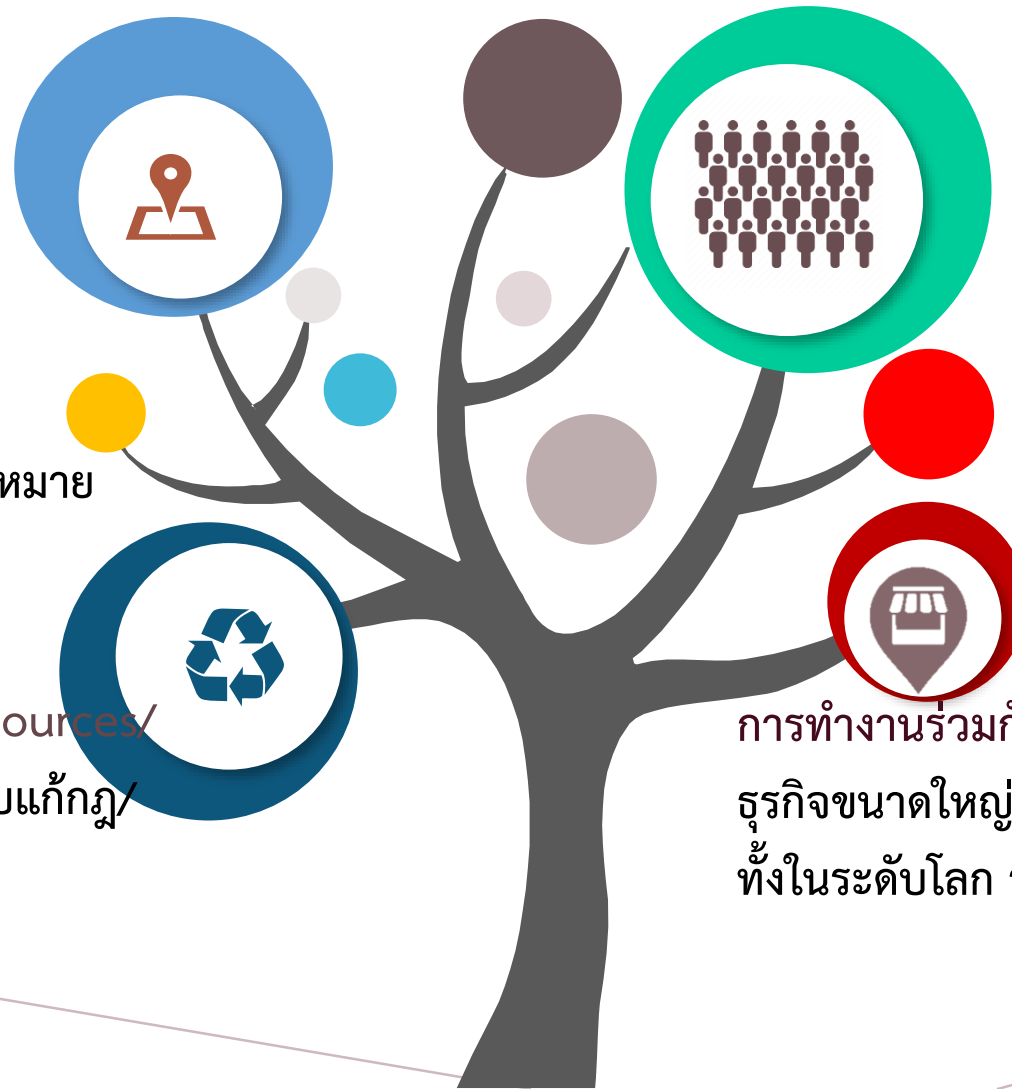 หมาย
ources/
แก้กฎ/
การทำงานร่วมกั
ธุรกิจขนาดใหญ่
ทั้งในระดับโลก